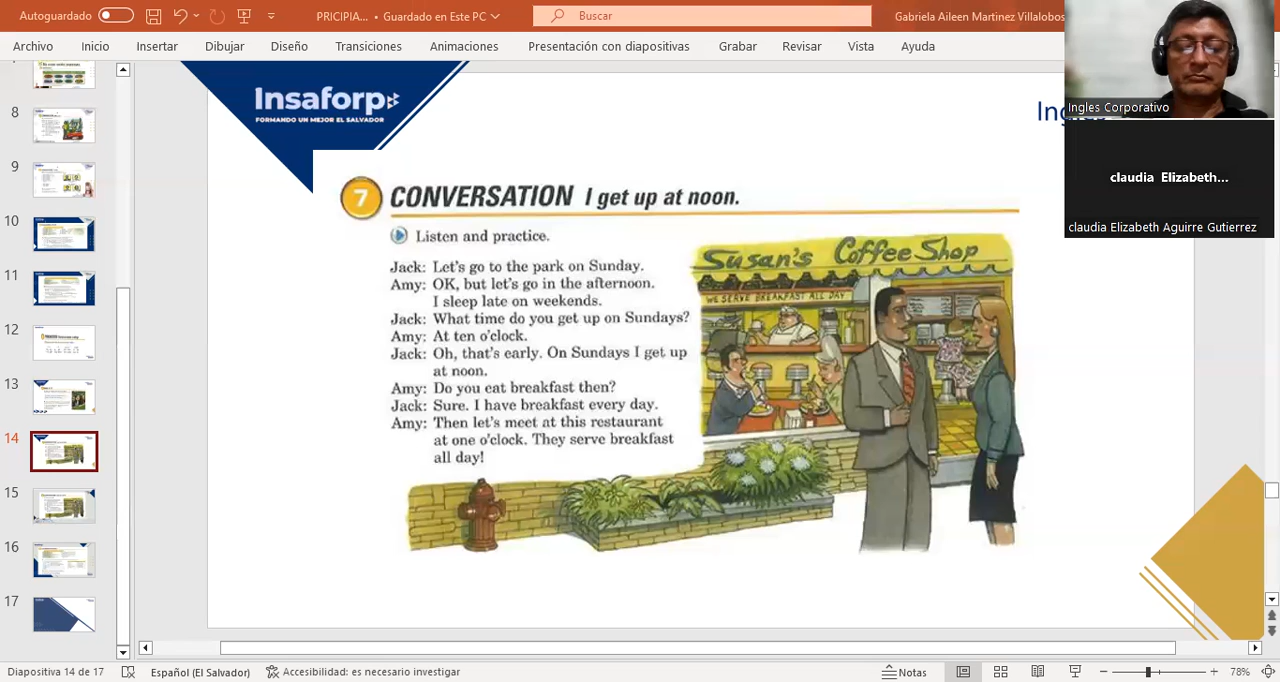 Autoguardado
PRICIPIA... • Guardado en Este PC
Buscar
Gabriela Aileen Martinez Villalobos
Archivo Inicio Insertar Dibujar Diseño Transiciones Animaciones Presentación con diapositivas Grabar Revisar Vista Ayuda
Ingles Corporativo
claudia Elizabeth...
claudia Elizabeth Aguirre Gutierrez
8
9
10
11
12
13
14
15
16
17
Insaforp
FORMANDO UN MEJOR EL SALVADOR
7 CONVERSATION I get up at noon.
Listen and practice.
Jack: Let's go to the park on Sunday.
Amy: OK, but let's go in the afternoon.
I sleep late on weekends.
Jack: What time do you get up on Sundays?
Amy: At ten o'clock.
Jack: Oh, that's early. On Sundays I get up
at noon.
Amy: Do you eat breakfast then?
Jack: Sure. I have breakfast every day.
Amy: Then let's meet at this restaurant
at one o'clock. They serve breakfast
all day!
Susan's Coffee Shop
WE SERVE BREAKFAST ALL DAY
Diapositiva 14 de 17 Español (El Salvador) Accesibilidad: es necesario investigar Notas 78%